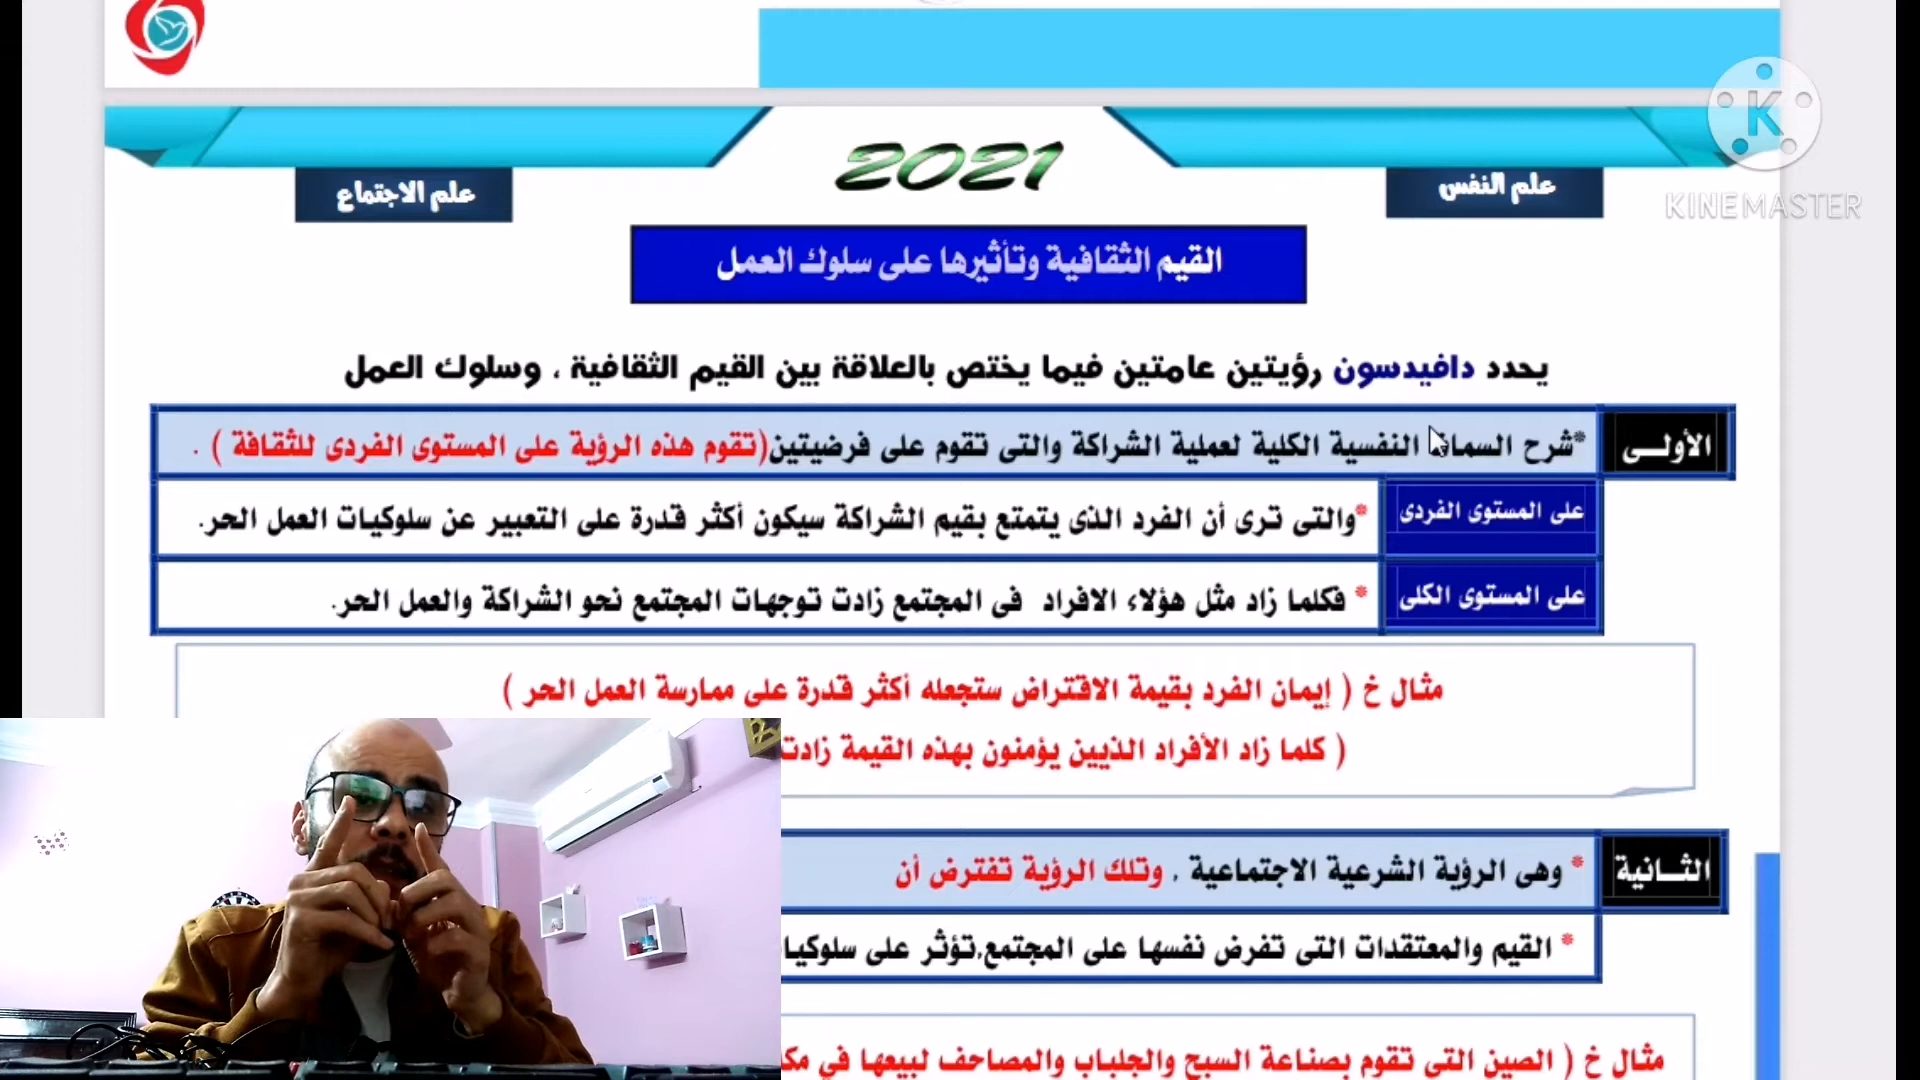 2021
علم النفس
علم الاجتماع
KINEMASTER
القيم الثقافية وتأثيرها على سلوك العمل
يحدد دافيدسون رؤيتين عامتين فيما يختص بالعلاقة بين القيم الثقافية ، وسلوك العمل
الأولـــى
*شرح السمات النفسية الكلية لعملية الشراكة والتى تقوم على فرضيتين(تقوم هذه الرؤية على المستوى الفردى للثقافة ) .
على المستوى الفردى
*والتى ترى أن الفرد الذى يتمتع بقيم الشراكة سيكون أكثر قدرة على التعبير عن سلوكيات العمل الحر.
على المستوى الكلى
* فكلما زاد مثل هؤلاء الافراد فى المجتمع زادت توجهات المجتمع نحو الشراكة والعمل الحر.
مثال خ ( إيمان الفرد بقيمة الاقتراض ستجعله أكثر قدرة على ممارسة العمل الحر )
( كلما زاد الأفراد الذيين يؤمنون بهذه القيمة زادت
الثـــانية
* وهى الرؤية الشرعية الاجتماعية . وتلك الرؤية تفترض أن
* القيم والمعتقدات التى تفرض نفسها على المجتمع,تؤثر على
مثال خ ( الصين التى تقوم بصناعة السبح والجلباب والمصاحف لبيعها في